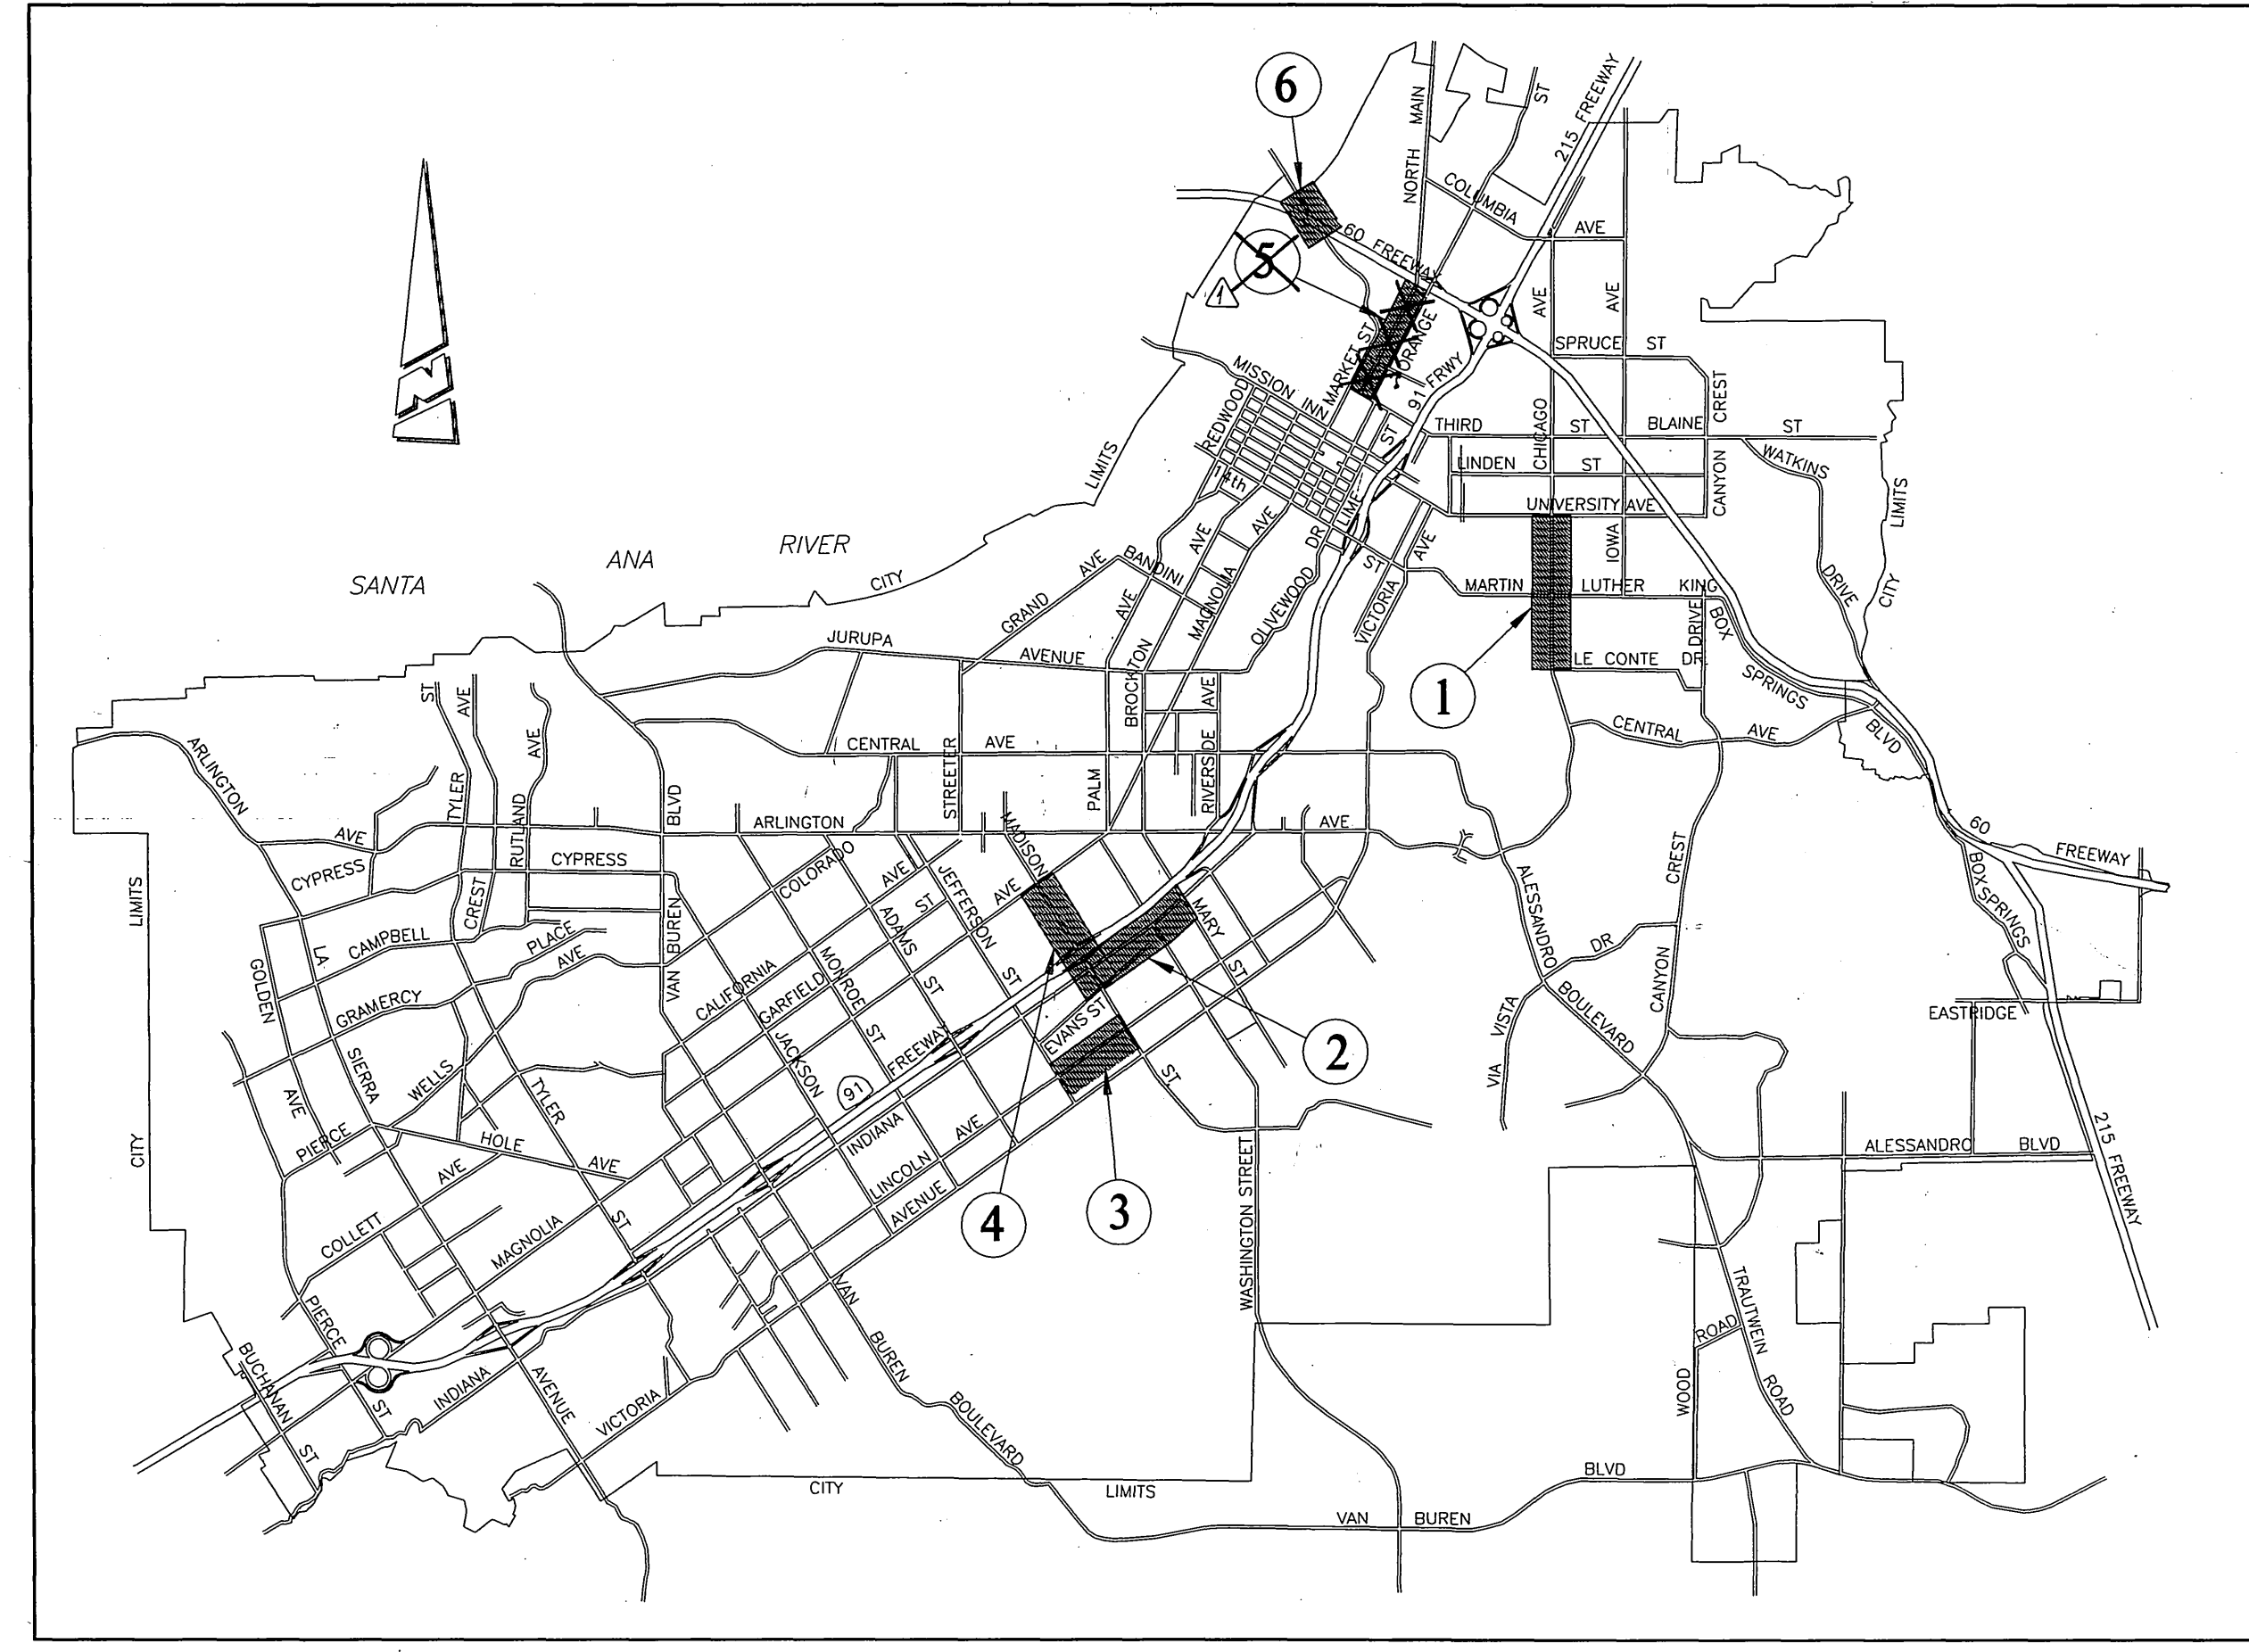 6
NORTH MAIN
ST
215 FREEWAY
COLUMBIA
AVE
60 FREEWAY
5
1
AVE
AVE
MARKET ST
ORANGE
SPRUCE ST
MISSION INN
REDWOOD
MARKET ST
91 FRWY
CHICAGO
CREST
THIRD ST BLAINE ST
ST
LINDEN ST
WATKINS
LIMITS
14th
LIME
UNIVERSITY AVE
CANYON
LIMITS
SANTA ANA RIVER
CITY
AVE
BANDINI
AVE
AVE
DR
ST
AVE
IOWA
MARTIN LUTHER KING
DRIVE
CITY
GRAND
AVE
MAGNOLIA
OLIVEWOOD
VICTORIA
DRIVE
BOX
SPRINGS
BLVD
JURUPA AVENUE
LE CONTE DR.
1
ST
AVE
AVE
BROCKTON
AVE
CENTRAL AVE
CENTRAL AVE
ARLINGTON
TYLER
RUTLAND
BLVD
STREETER
PALM
RIVERSIDE
ARLINGTON AVE
AVE
CYPRESS
CYPRESS
CREST
COLORADO
MADISON
AVE
JEFFERSON
AVE
MARY
ST
60 FREEWAY
BOX SPRINGS
ALESSANDRO
CREST
LIMITS
GOLDEN
LA
CAMPBELL
PLACE
AVE
VAN BUREN
CALIFORNIA
GARFIELD
ST
ADAMS
ST
MONROE
ST
ST
GRAMERCY
SIERRA
AVE
WELLS
TYLER
JACKSON
FREEWAY
91
EVANS ST
ST
2
DR
CANYON
VIA VISTA
BOULEVARD
EASTRIDGE
CITY
PIERCE
HOLE AVE
AVE
INDIANA
LINCOLN AVE
AVENUE
4
3
WASHINGTON STREET
ALESSANDRO BLVD
215 FREEWAY
COLLETT
MAGNOLIA
ST
VAN
BUREN
BOULEVARD
PIERCE
ST
BUCHANAN
ST
INDIANA
AVENUE
VICTORIA
TRAUTWEIN
ROAD
ROAD
WOOD
CITY LIMITS
BLVD
VAN BUREN